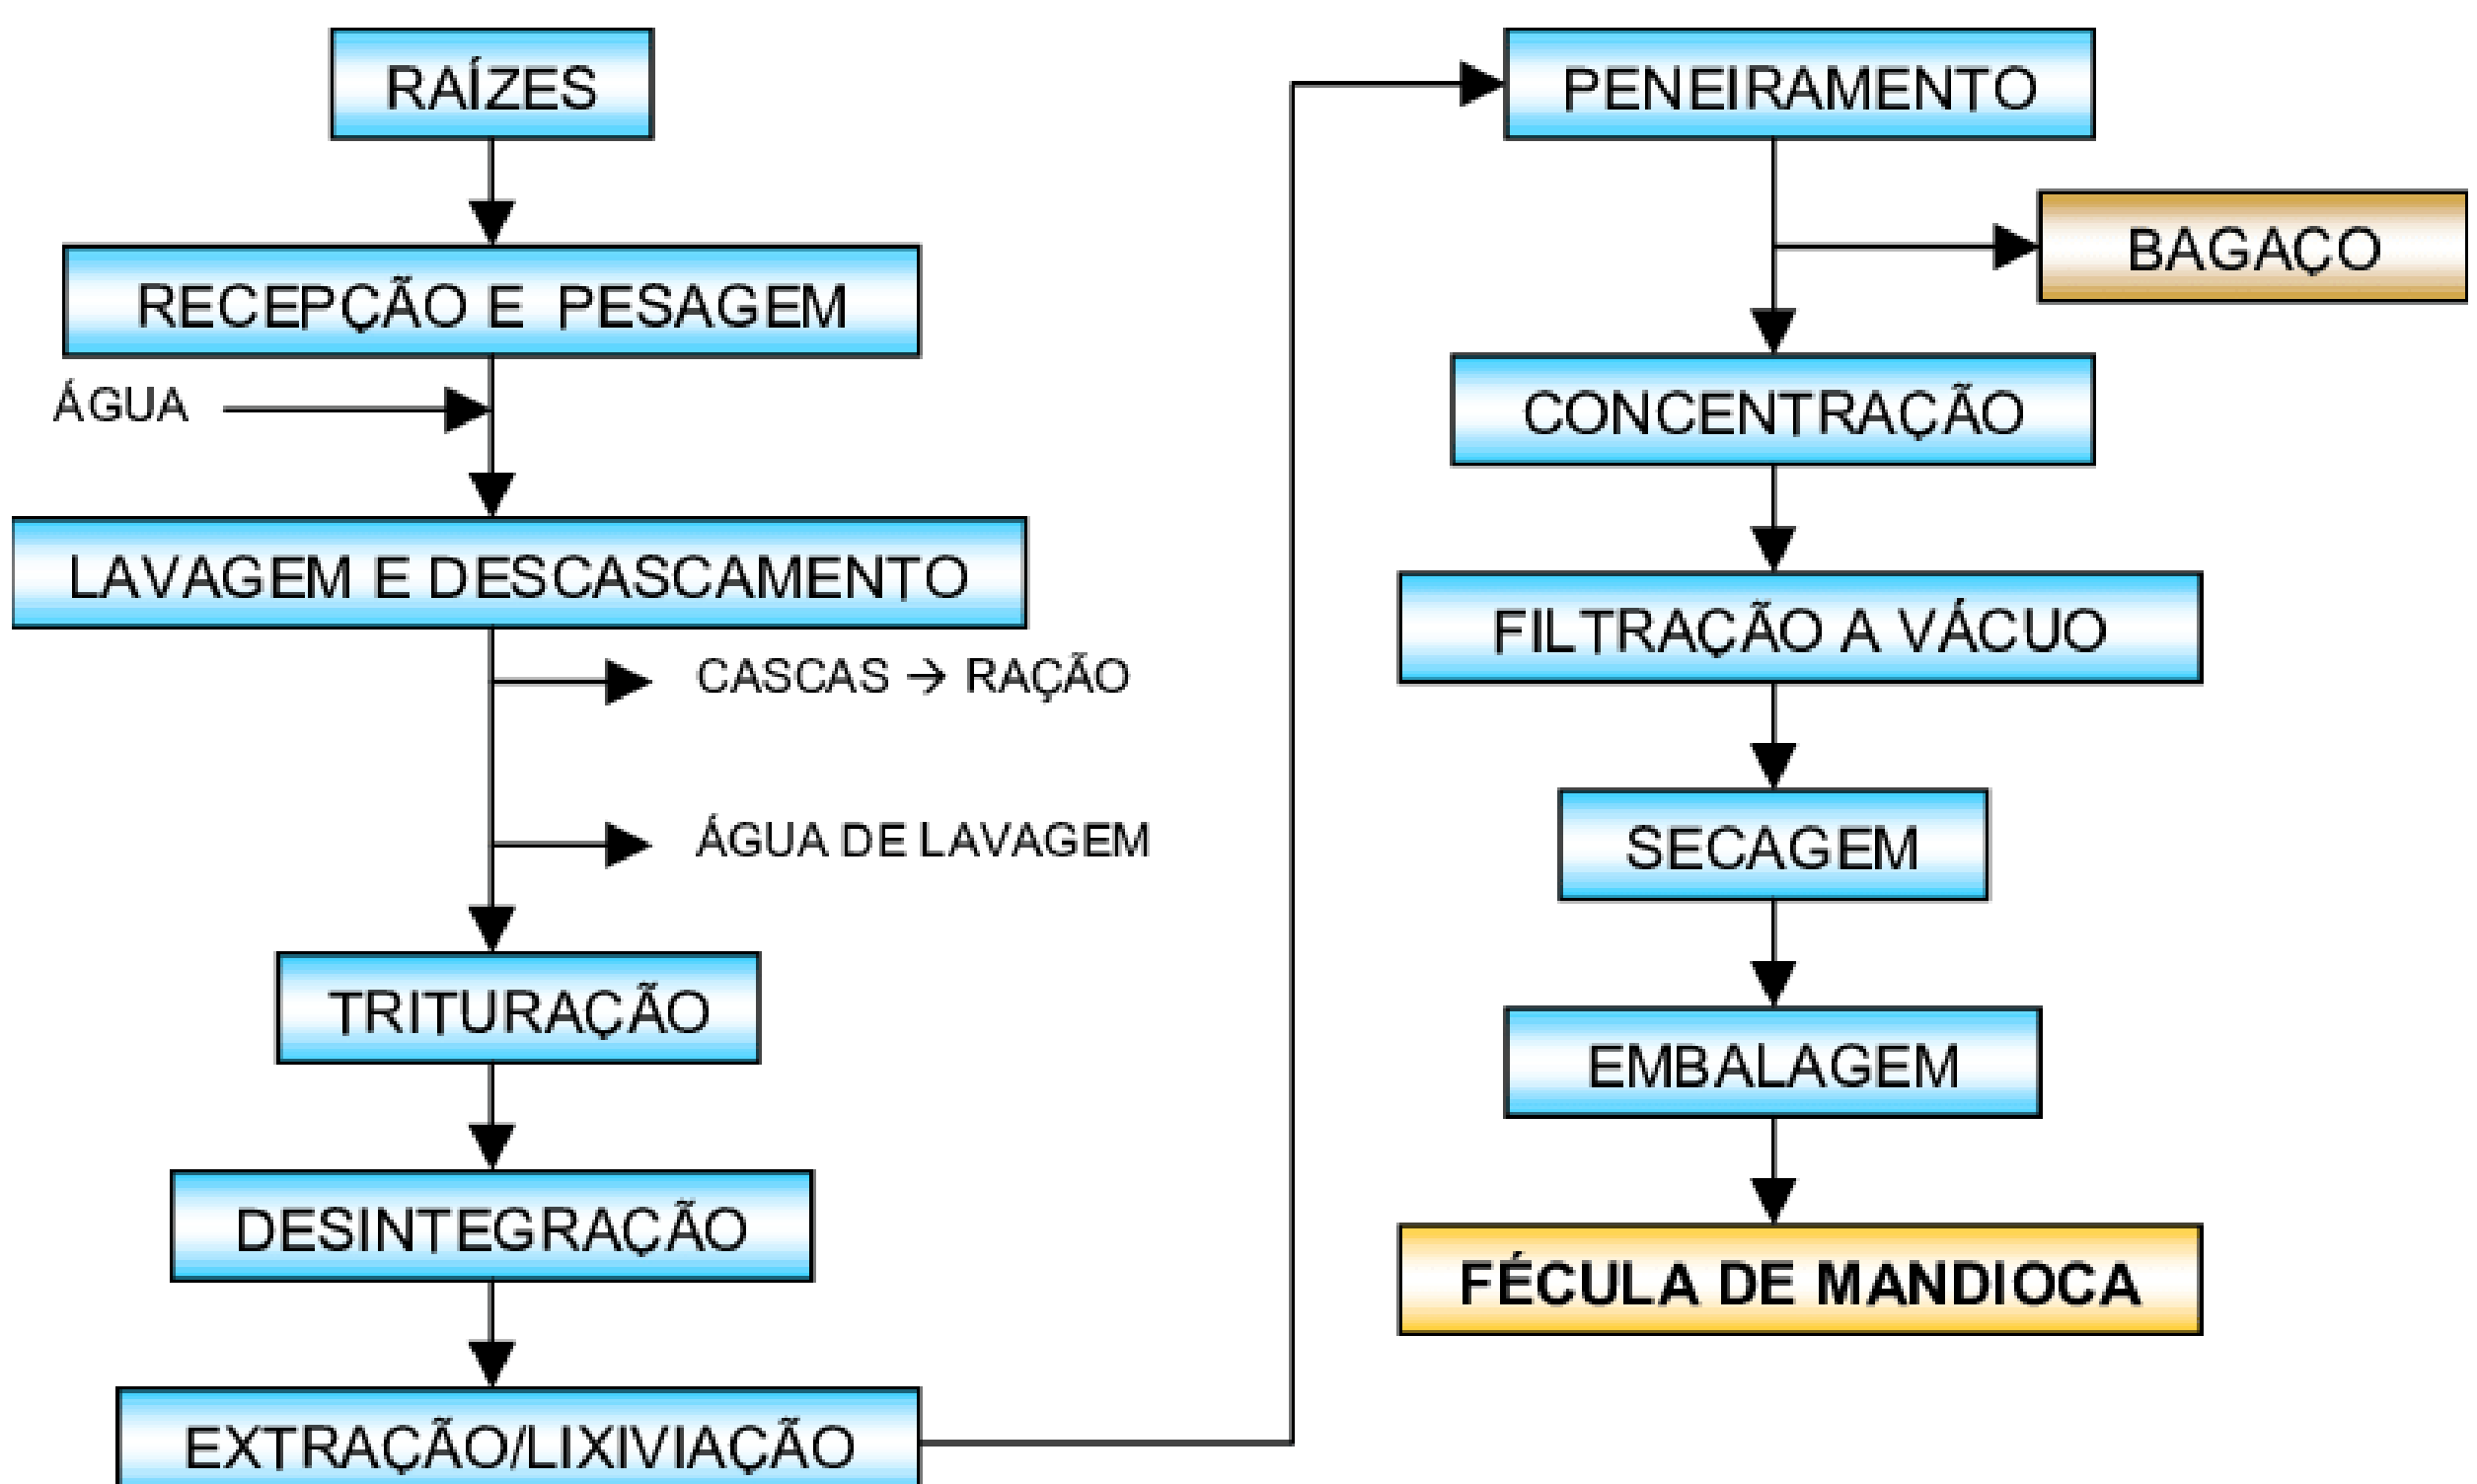 RAÍZES
RECEPÇÃO E PESAGEM
ÁGUA
LAVAGEM E DESCASCAMENTO
CASCAS → RAÇÃO
ÁGUA DE LAVAGEM
TRITURAÇÃO
DESINTEGRAÇÃO
EXTRAÇÃO/LIXIVIAÇÃO
PENEIRAMENTO
BAGAÇO
CONCENTRAÇÃO
FILTRAÇÃO A VÁCUO
SECAGEM
EMBALAGEM
FÉCULA DE MANDIOCA